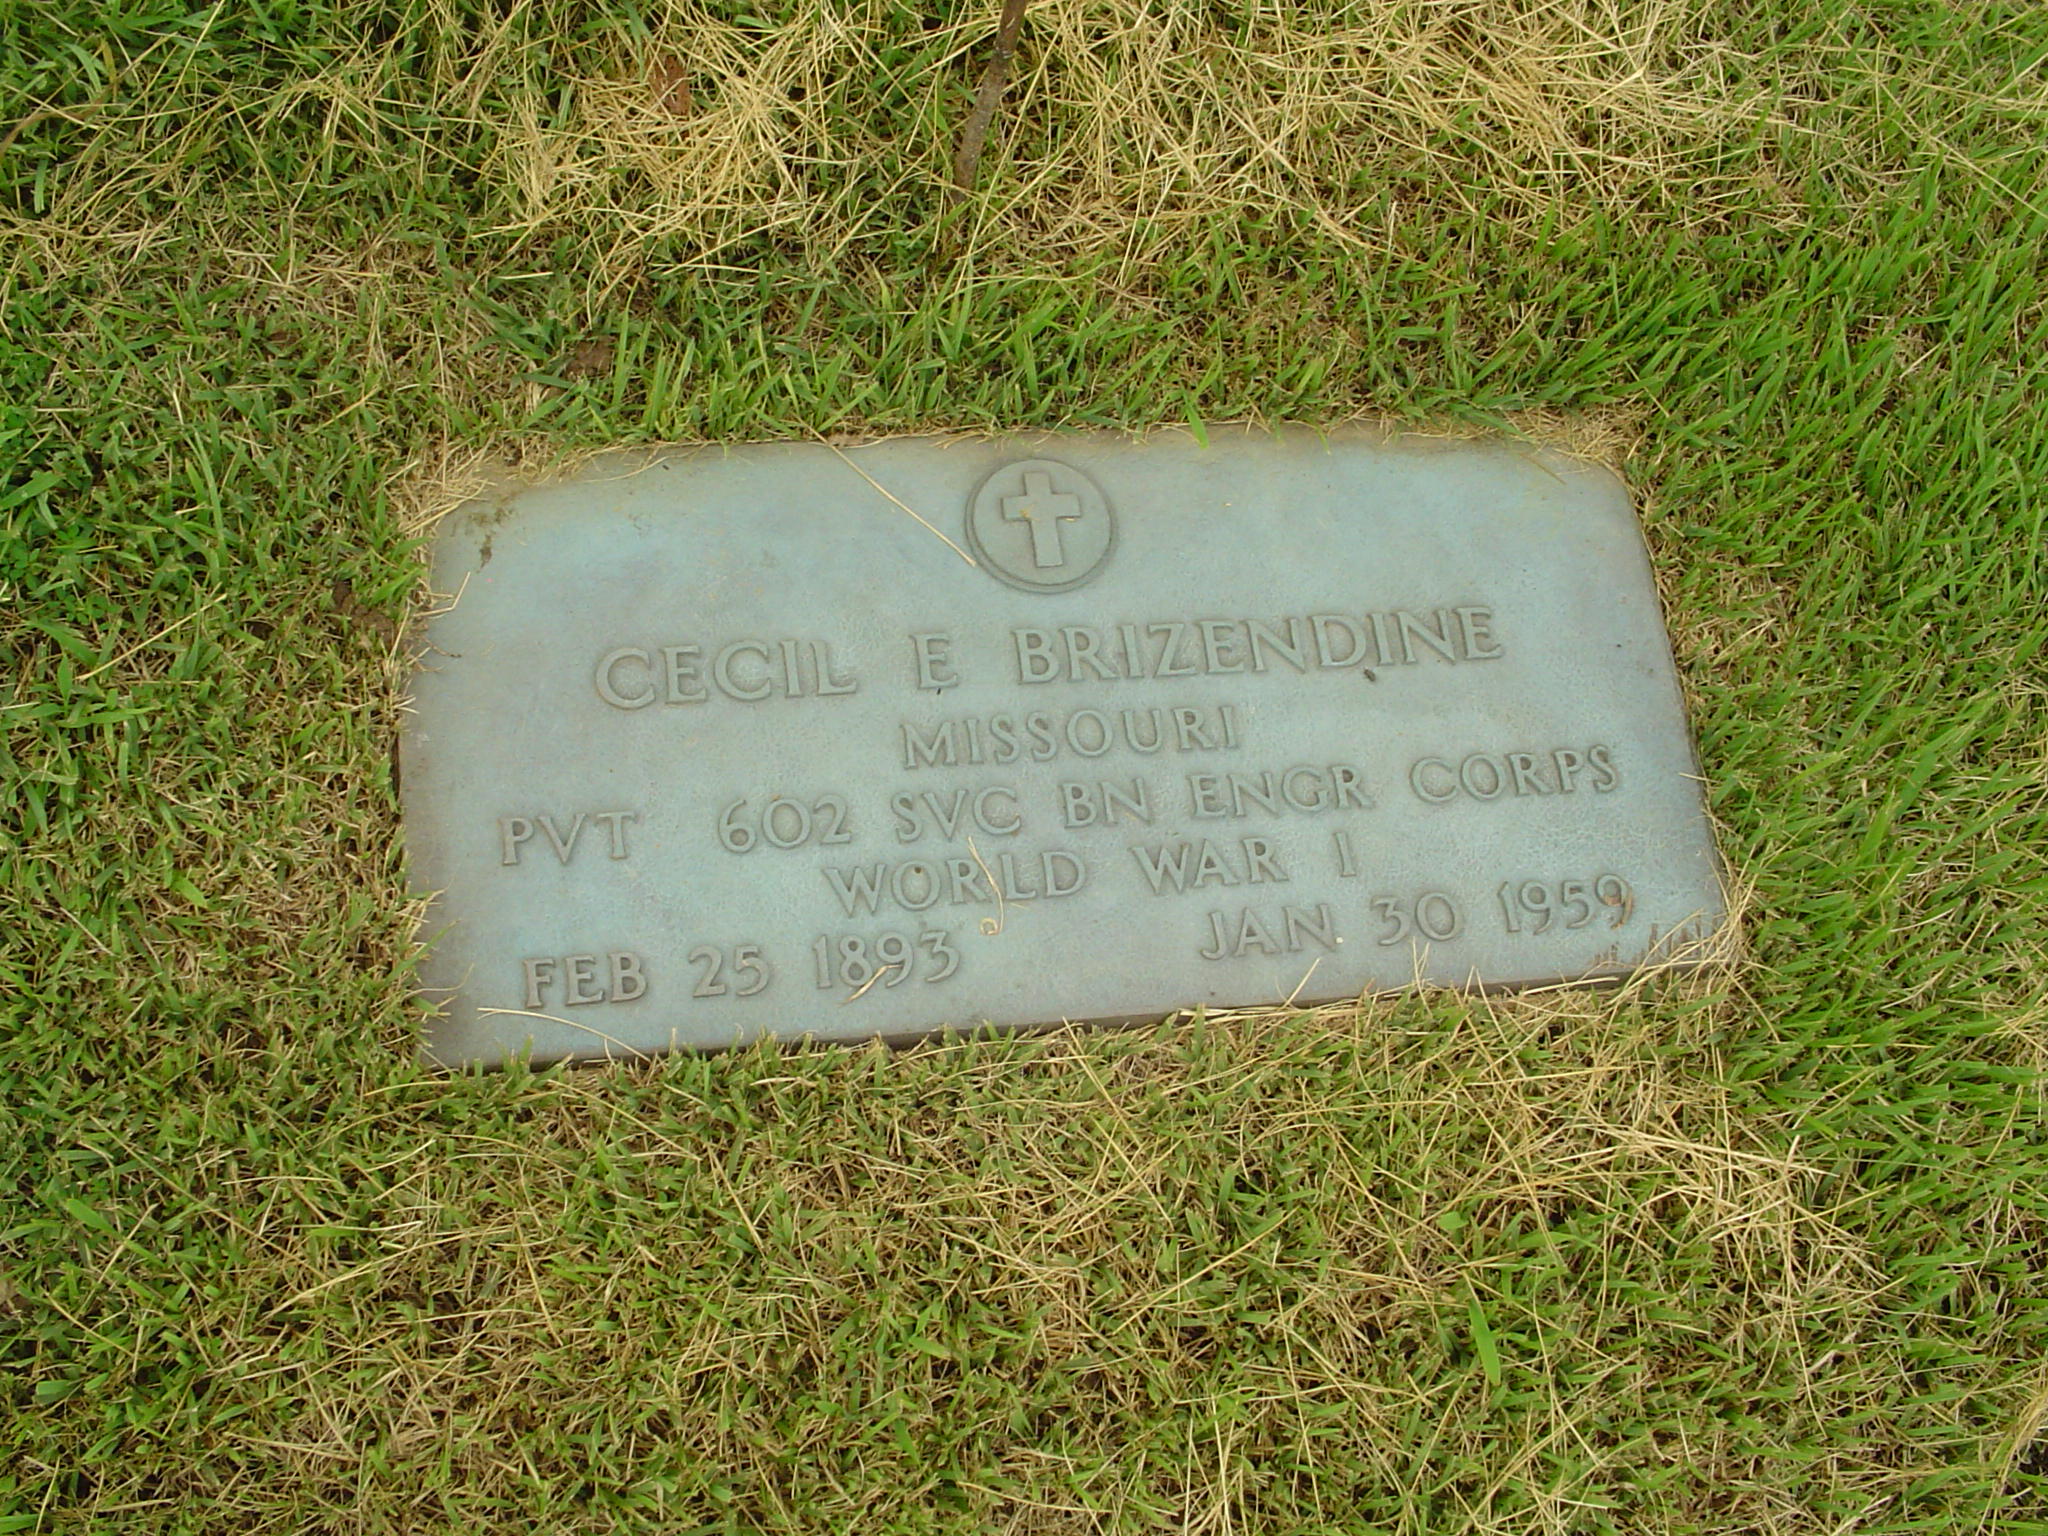 CECIL E BRIZENDINE
MISSOURI
PVT 602 SVC BN ENGR CORPS
WORLD WAR I
FEB 25 1893 JAN 30 1959